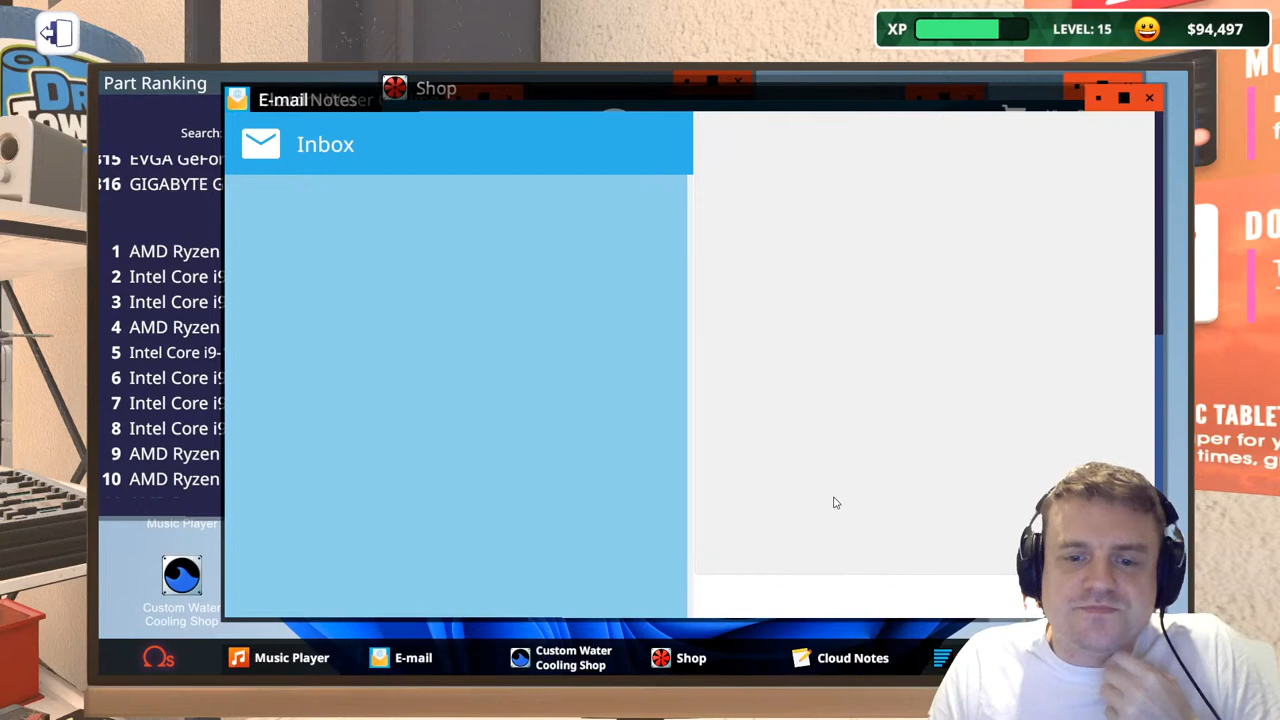 XP
LEVEL: 15
$94,497
Part Ranking
Shop
E-mail Notes
Search:
Inbox
315 EVGA GeFor
316 GIGABYTE G
1 AMD Ryzen
2 Intel Core i9
3 Intel Core i9
4 AMD Ryzen
5 Intel Core i9-
6 Intel Core i9
7 Intel Core i9
8 Intel Core i9
9 AMD Ryzen
10 AMD Ryzen
Music Player
Custom Water
Cooling Shop
Ωs
Music Player
E-mail
Custom Water
Cooling Shop
Shop
Cloud Notes
DO
C TABLET
per for y
times, g